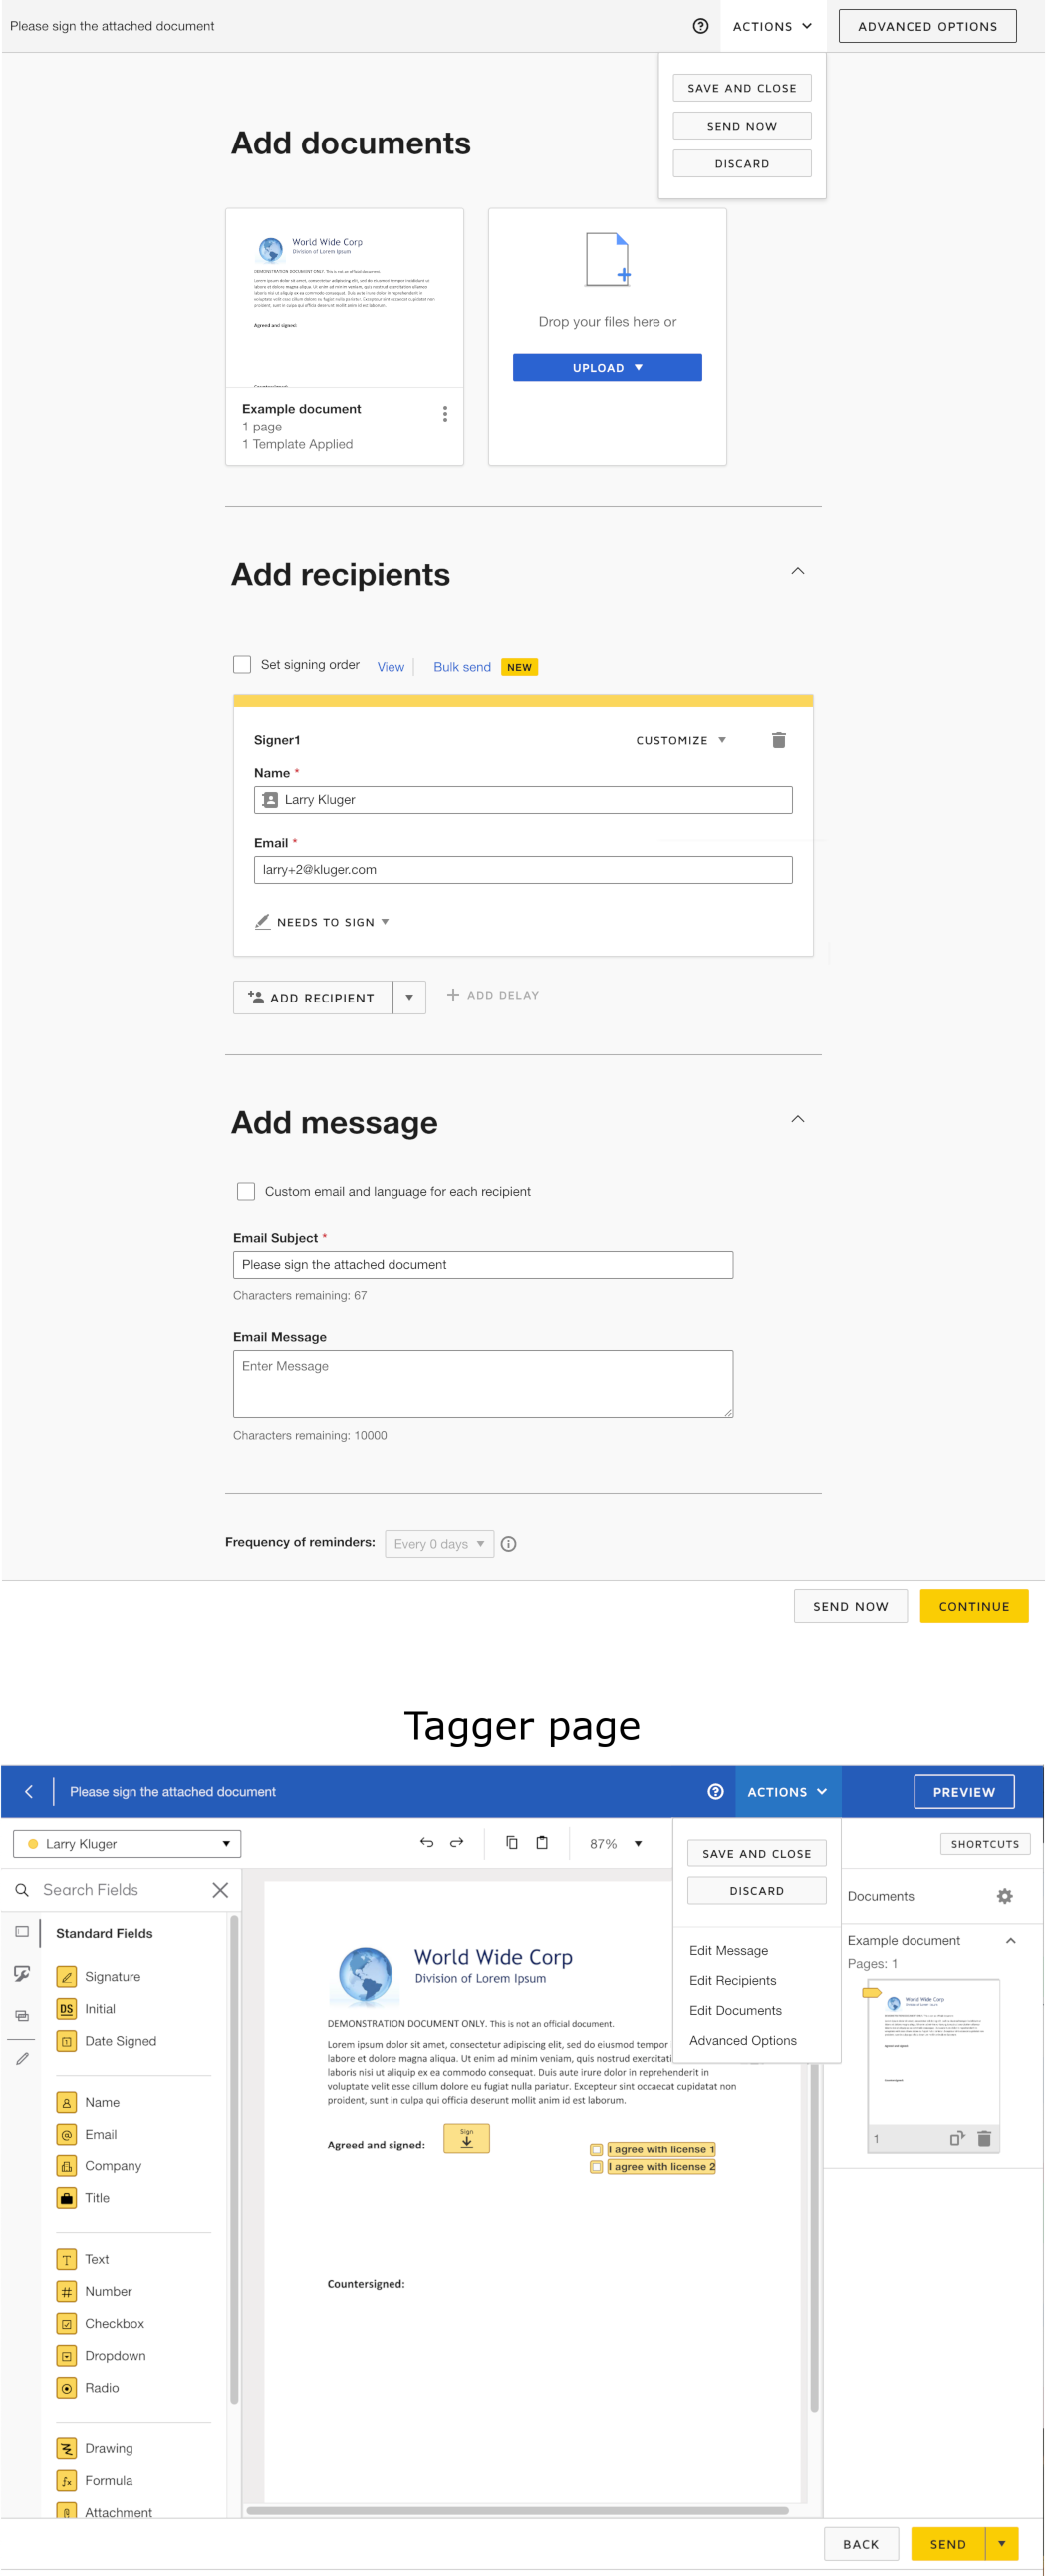 Please sign the attached document
ACTIONS
ADVANCED OPTIONS
SAVE AND CLOSE
SEND NOW
DISCARD
Add documents
World Wide Corp
Division of Lorem Ipsum
DEMONSTRATION DOCUMENT ONLY. This is not an official document.
Agreed and signed:
Drop your files here or
UPLOAD
Example document
1 page
1 Template Applied
Add recipients
Set signing order
View
Bulk send
NEW
Signer1
CUSTOMIZE
Name *
Larry Kluger
Email *
larry+2@kluger.com
NEEDS TO SIGN
ADD RECIPIENT
ADD DELAY
Add message
Custom email and language for each recipient
Email Subject *
Please sign the attached document
Characters remaining: 67
Email Message
Enter Message
Characters remaining: 10000
Frequency of reminders:
Every 0 days
SEND NOW
CONTINUE
Tagger page
Please sign the attached document
ACTIONS
PREVIEW
Larry Kluger
87%
SHORTCUTS
SAVE AND CLOSE
DISCARD
Edit Message
Edit Recipients
Edit Documents
Advanced Options
Search Fields
Standard Fields
Signature
DS Initial
Date Signed
Name
Email
Company
Title
Text
Number
Checkbox
Dropdown
Radio
Drawing
Formula
Attachment
World Wide Corp
Division of Lorem Ipsum
DEMONSTRATION DOCUMENT ONLY. This is not an official document.
Lorem ipsum dolor sit amet, consectetur adipiscing elit, sed do eiusmod tempor
labore et dolore magna aliqua. Ut enim ad minim veniam, quis nostrud exercitati
laboris nisi ut aliquip ex ea commodo consequat. Duis aute irure dolor in reprehenderit in
voluptate velit esse cillum dolore eu fugiat nulla pariatur. Excepteur sint occaecat cupidatat non
proident, sunt in culpa qui officia deserunt mollit anim id est laborum.
Agreed and signed:
Sign
I agree with license 1
I agree with license 2
Countersigned:
Documents
Example document
Pages: 1
World Wide Corp
1
BACK
SEND